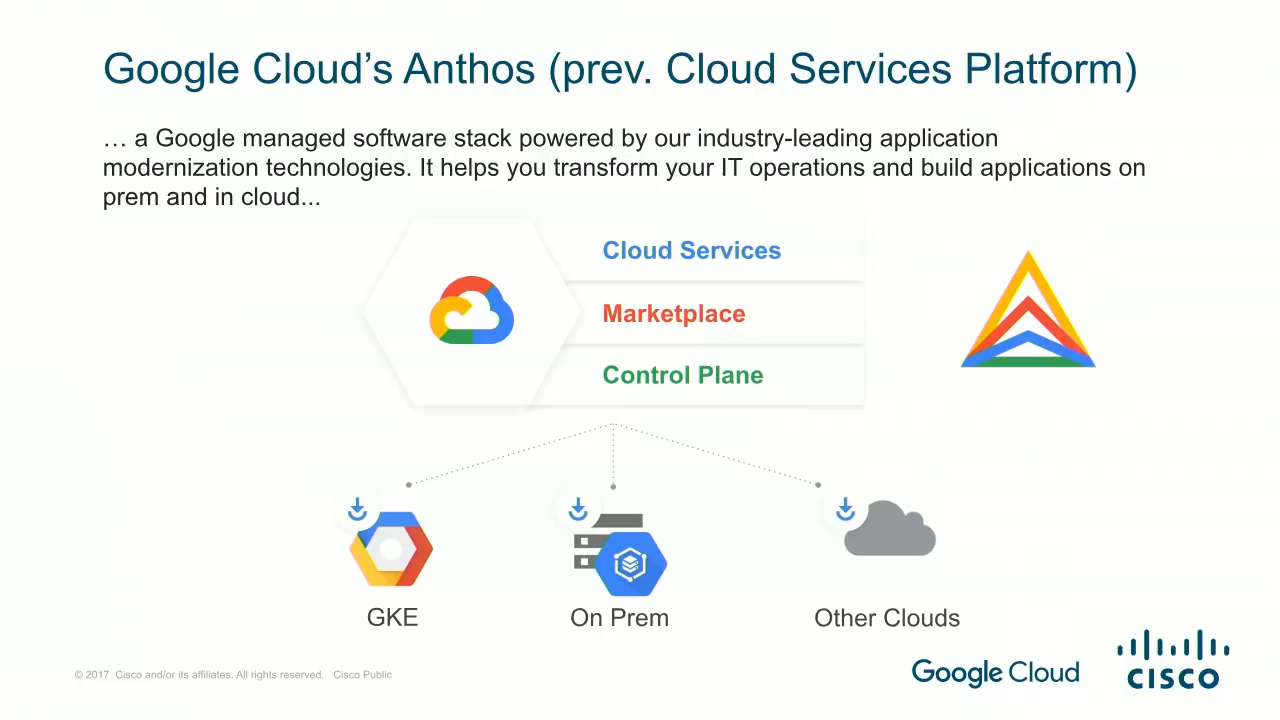 Google Cloud’s Anthos (prev. Cloud Services Platform)
… a Google managed software stack powered by our industry-leading application
modernization technologies. It helps you transform your IT operations and build applications on
prem and in cloud...
Cloud Services
Marketplace
Control Plane
GKE
On Prem
Other Clouds
© 2017 Cisco and/or its affiliates. All rights reserved. Cisco Public
Google Cloud
CISCO